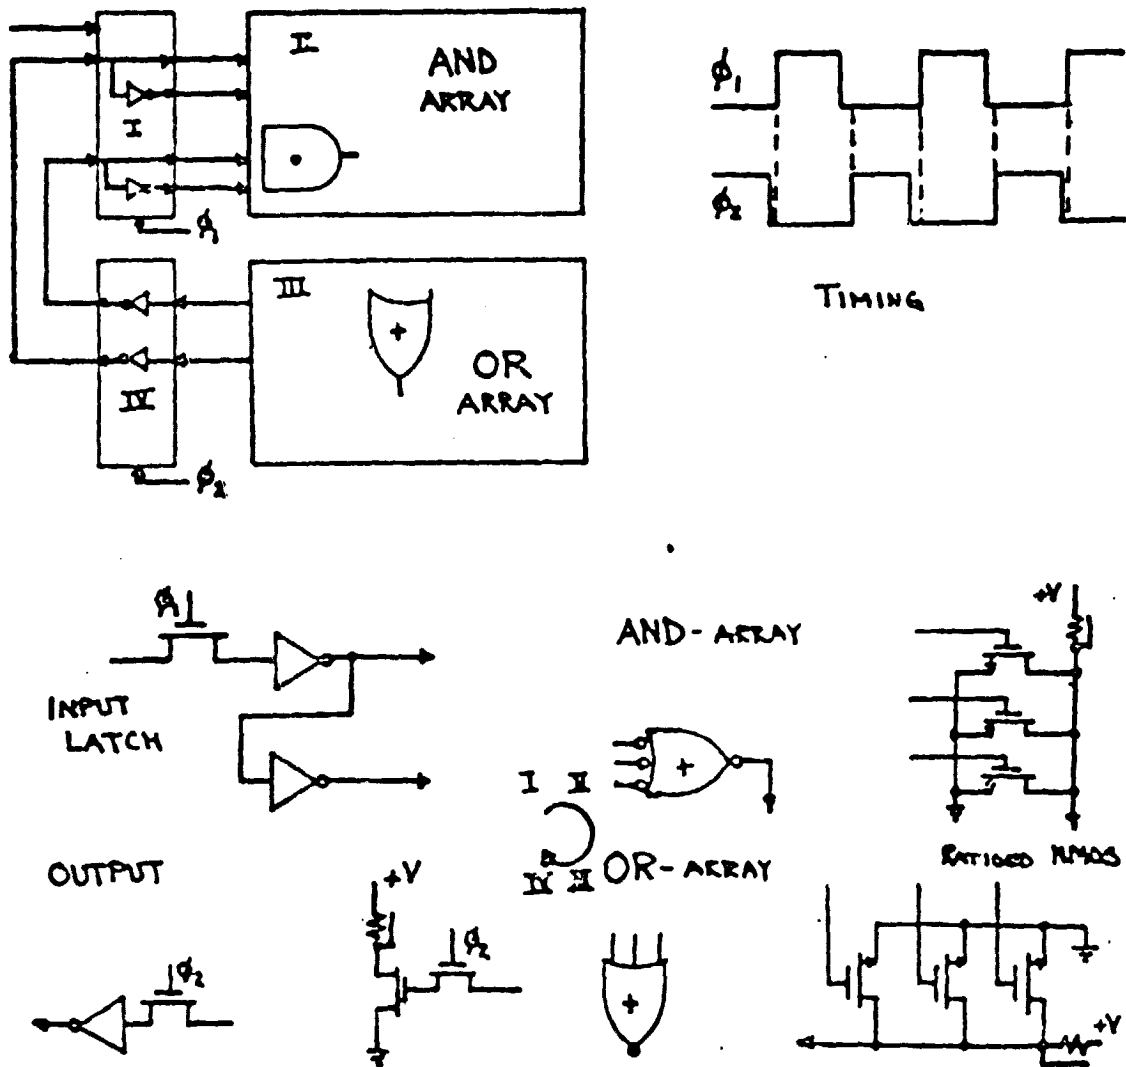 I
II
AND
ARRAY
ϕ₁
III
OR
ARRAY
IV
ϕ₂
ϕ₁
ϕ₂
TIMING
ϕ₁
INPUT
LATCH
AND-ARRAY
+
+V
RATIOED NMOS
I II
IV III
OR-ARRAY
OUTPUT
+V
ϕ₂
ϕ₂
+
+V